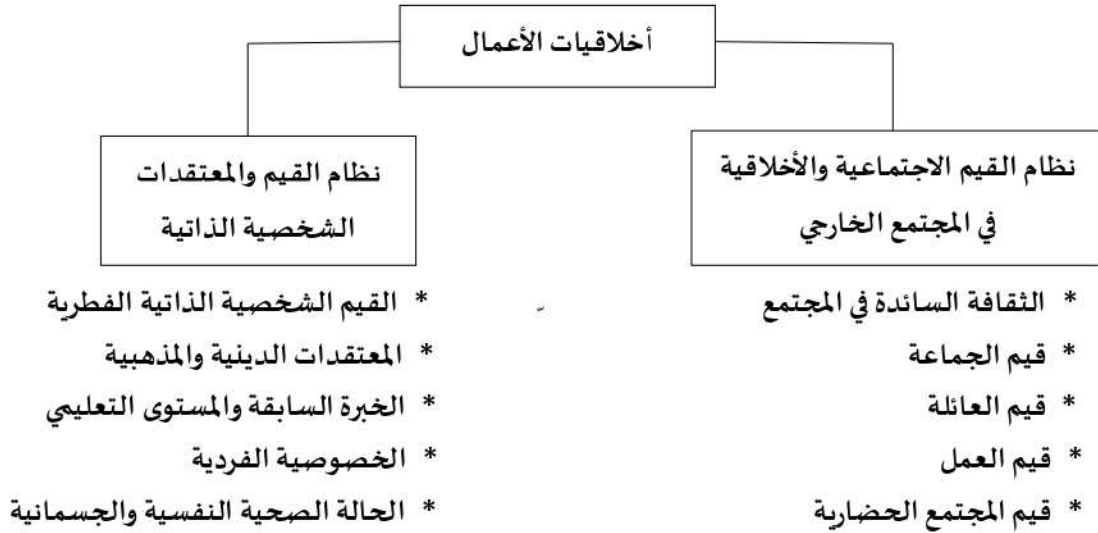 أخلاقيات الأعمال
نظام القيم الاجتماعية والأخلاقية
في المجتمع الخارجي
* الثقافة السائدة في المجتمع
* قيم الجماعة
* قيم العائلة
* قيم العمل
* قيم المجتمع الحضارية
نظام القيم والمعتقدات
الشخصية الذاتية
* القيم الشخصية الذاتية الفطرية
* المعتقدات الدينية والمذهبية
* الخبرة السابقة والمستوى التعليمي
* الخصوصية الفردية
* الحالة الصحية النفسية والجسمانية